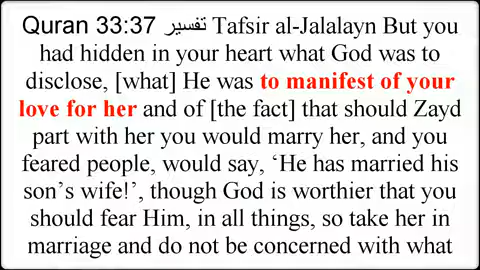 Quran 33:37 تفسير Tafsir al-Jalalayn But you
had hidden in your heart what God was to
disclose, [what] He was to manifest of your
love for her and of [the fact] that should Zayd
part with her you would marry her, and you
feared people, would say, ‘He has married his
son’s wife!’, though God is worthier that you
should fear Him, in all things, so take her in
marriage and do not be concerned with what